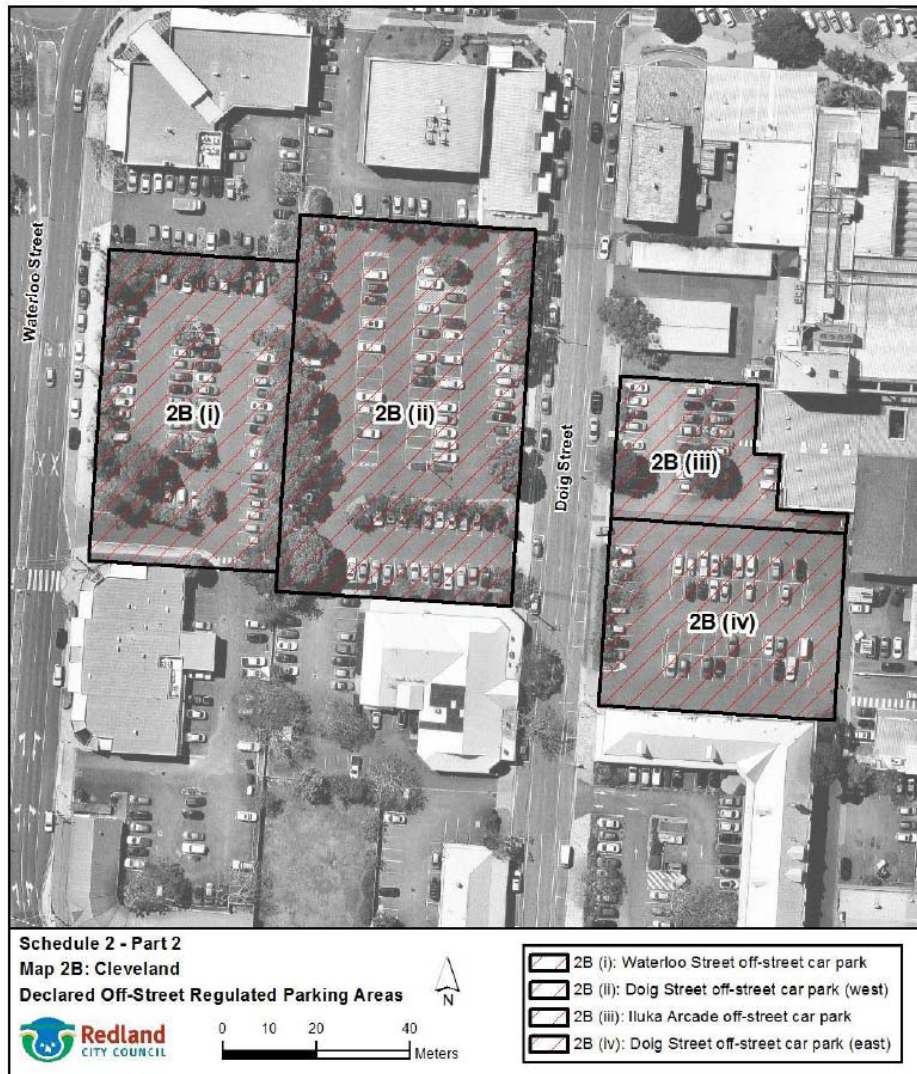 Waterloo Street
Doig Street
2B (i)
2B (ii)
2B (iii)
2B (iv)
Schedule 2 - Part 2
Map 2B: Cleveland
Declared Off-Street Regulated Parking Areas
N
Redland
CITY COUNCIL
0 10 20 40
Meters
2B (i): Waterloo Street off-street car park
2B (ii): Doig Street off-street car park (west)
2B (iii): Iluka Arcade off-street car park
2B (iv): Doig Street off-street car park (east)